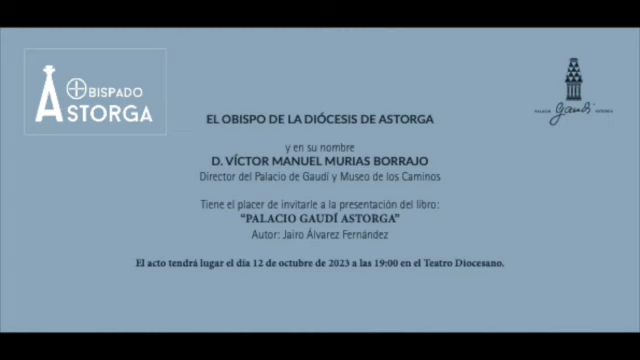 OBISPADO
ASTORGA
PALACIO Gaudí ASTORGA
EL OBISPO DE LA DIÓCESIS DE ASTORGA
y en su nombre
D. VÍCTOR MANUEL MURIAS BORRAJO
Director del Palacio de Gaudí y Museo de los Caminos
Tiene el placer de invitarle a la presentación del libro:
“PALACIO GAUDÍ ASTORGA”
Autor: Jairo Álvarez Fernández
El acto tendrá lugar el día 12 de octubre de 2023 a las 19:00 en el Teatro Diocesano.